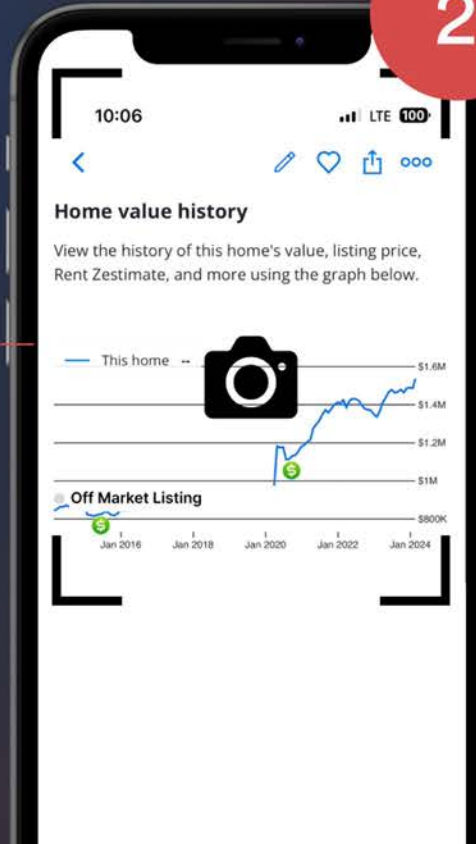 2
10:06
LTE 100
Home value history
View the history of this home's value, listing price,
Rent Zestimate, and more using the graph below.
This home --
$1.6M
$1.4M
$1.2M
$
$1M
Off Market Listing
$
$800K
Jan 2016 Jan 2018 Jan 2020 Jan 2022 Jan 2024